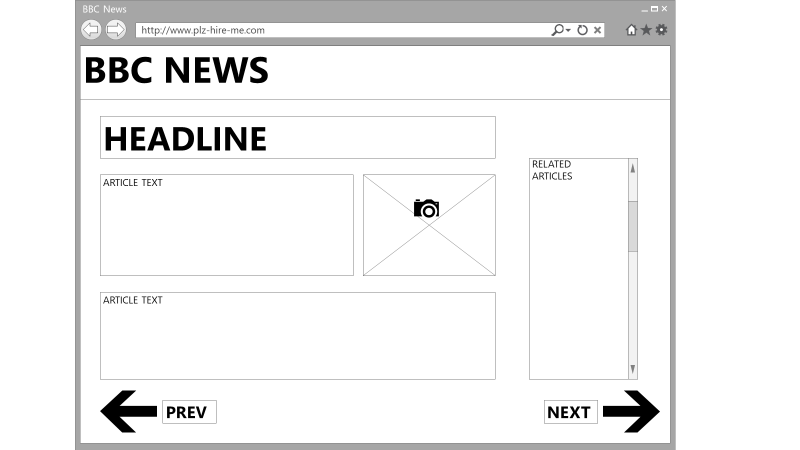 BBC News
http://www.plz-hire-me.com
BBC NEWS
HEADLINE
ARTICLE TEXT
RELATED
ARTICLES
ARTICLE TEXT
PREV
NEXT